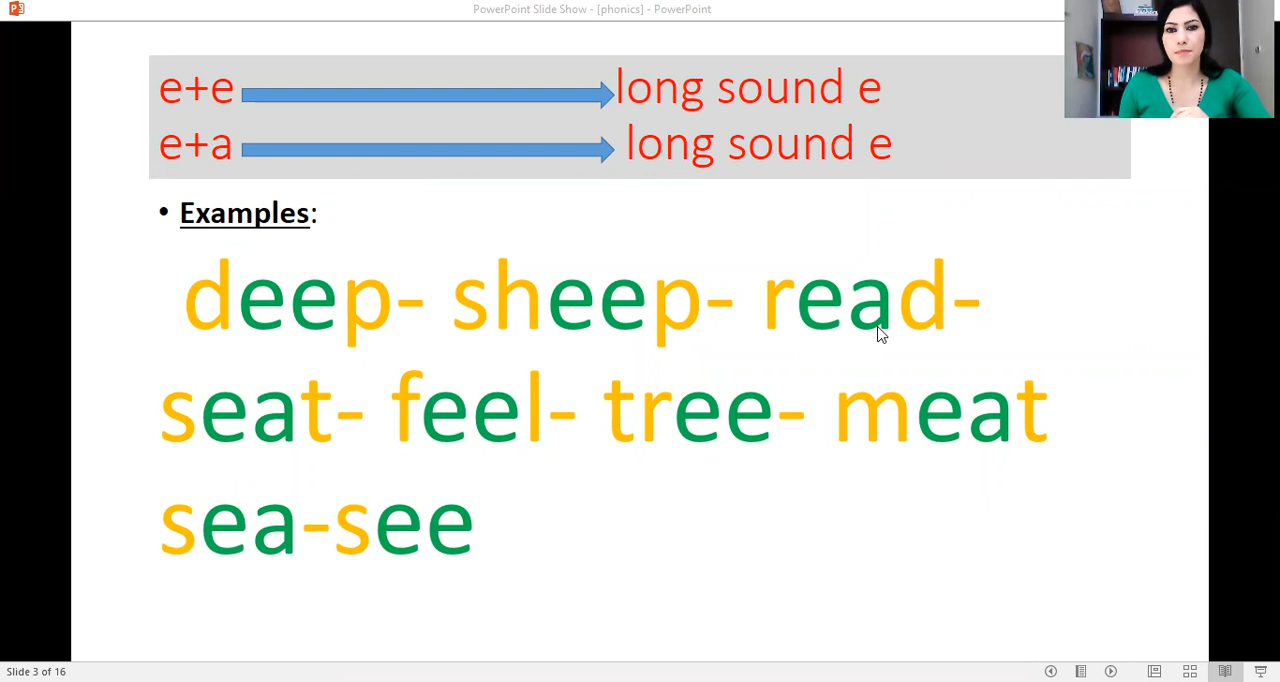 PowerPoint Slide Show - [phonics] - PowerPoint
e+e long sound e
e+a long sound e
• Examples:
deep- sheep- read-
seat- feel- tree- meat
sea-see
Slide 3 of 16